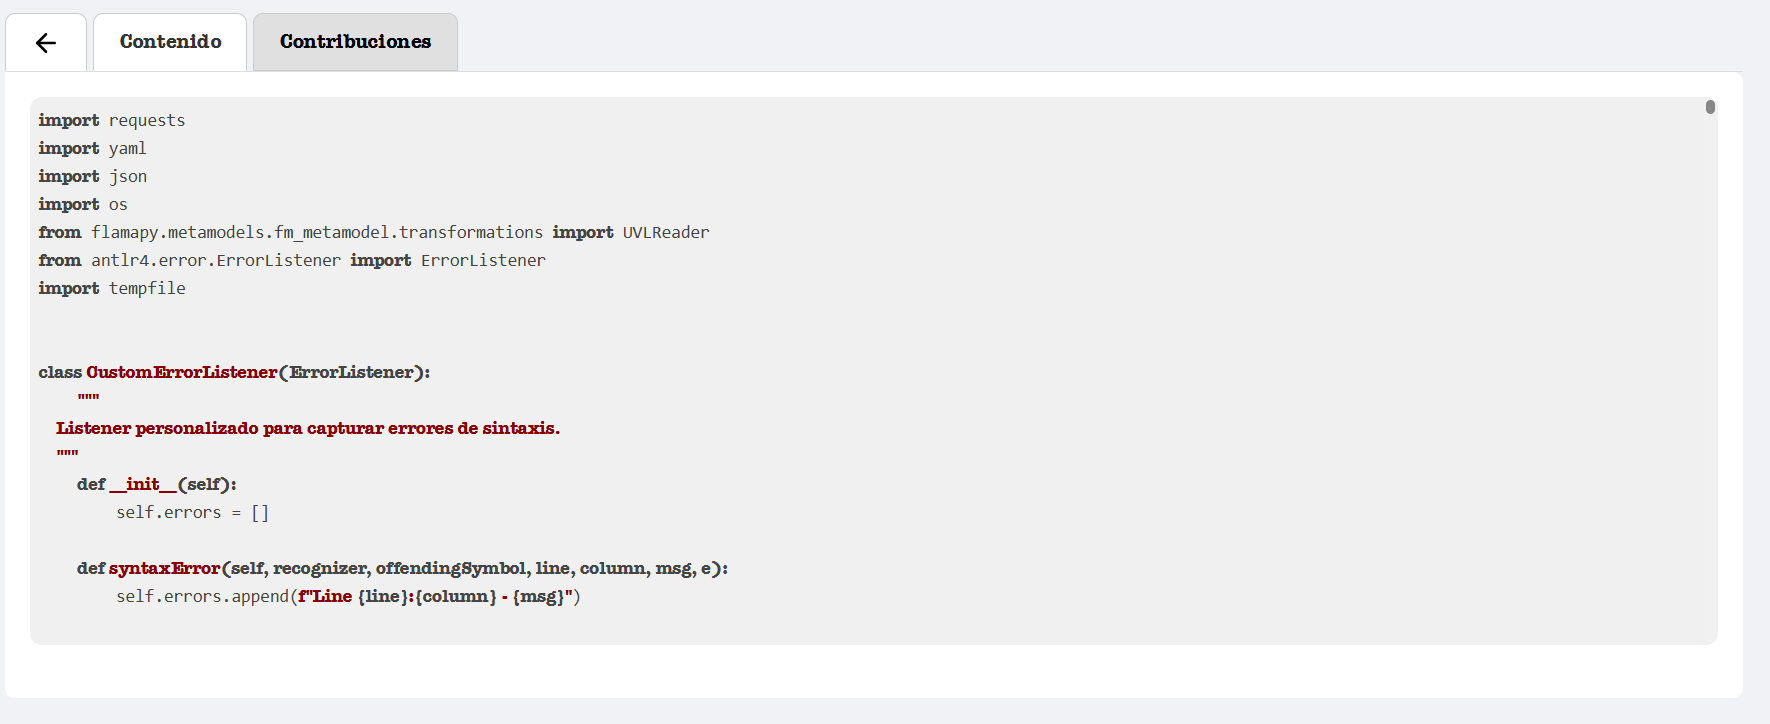 Contenido
Contribuciones
import requests
import yaml
import json
import os
from flamapy.metamodels.fm_metamodel.transformations import UVLReader
from antlr4.error.ErrorListener import ErrorListener
import tempfile
class CustomErrorListener(ErrorListener):
"""
Listener personalizado para capturar errores de sintaxis.
"""
def __init__(self):
self.errors = []
def syntaxError(self, recognizer, offendingSymbol, line, column, msg, e):
self.errors.append(f"Line {line}:{column} - {msg}")